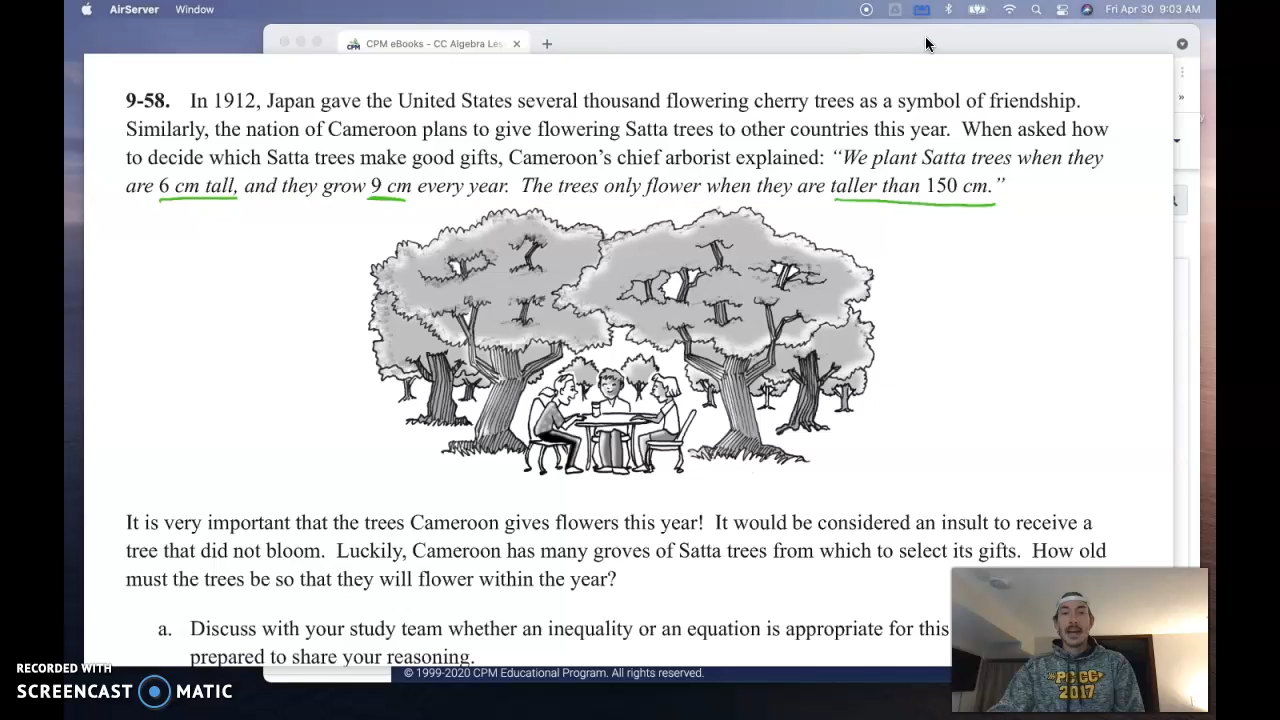 AirServer Window Fri Apr 30 9:03 AM
CPM eBooks - CC Algebra Les
9-58. In 1912, Japan gave the United States several thousand flowering cherry trees as a symbol of friendship.
Similarly, the nation of Cameroon plans to give flowering Satta trees to other countries this year. When asked how
to decide which Satta trees make good gifts, Cameroon's chief arborist explained: “We plant Satta trees when they
are 6 cm tall, and they grow 9 cm every year. The trees only flower when they are taller than 150 cm.”
It is very important that the trees Cameroon gives flowers this year! It would be considered an insult to receive a
tree that did not bloom. Luckily, Cameroon has many groves of Satta trees from which to select its gifts. How old
must the trees be so that they will flower within the year?
a. Discuss with your study team whether an inequality or an equation is appropriate for this
prepared to share your reasoning.
© 1999-2020 CPM Educational Program. All rights reserved.
RECORDED WITH
SCREENCAST MATIC
PC CC
2017